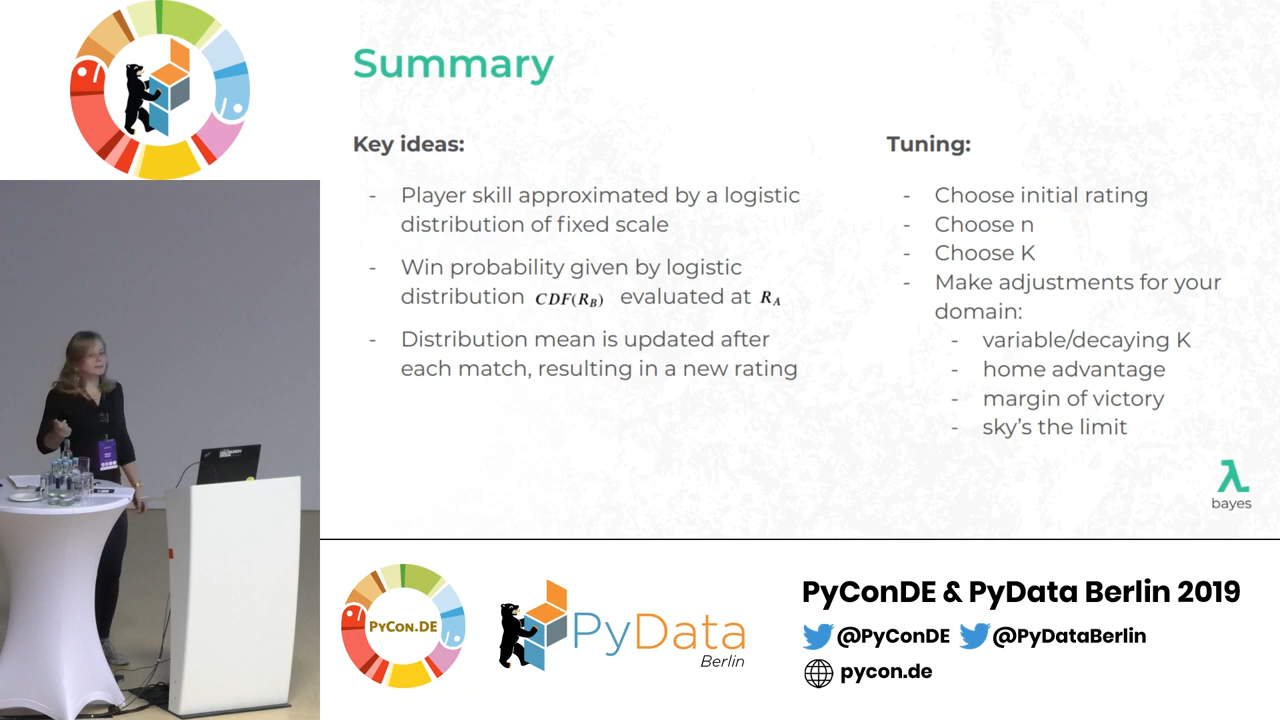 Summary
Key ideas:
- Player skill approximated by a logistic
distribution of fixed scale
- Win probability given by logistic
distribution CDF(R_B) evaluated at R_A
- Distribution mean is updated after
each match, resulting in a new rating
Tuning:
- Choose initial rating
- Choose n
- Choose K
- Make adjustments for your
domain:
- variable/decaying K
- home advantage
- margin of victory
- sky's the limit
λ
bayes
PYCON.DE
PyData
Berlin
PyConDE & PyData Berlin 2019
@PyConDE @PyDataBerlin
pycon.de